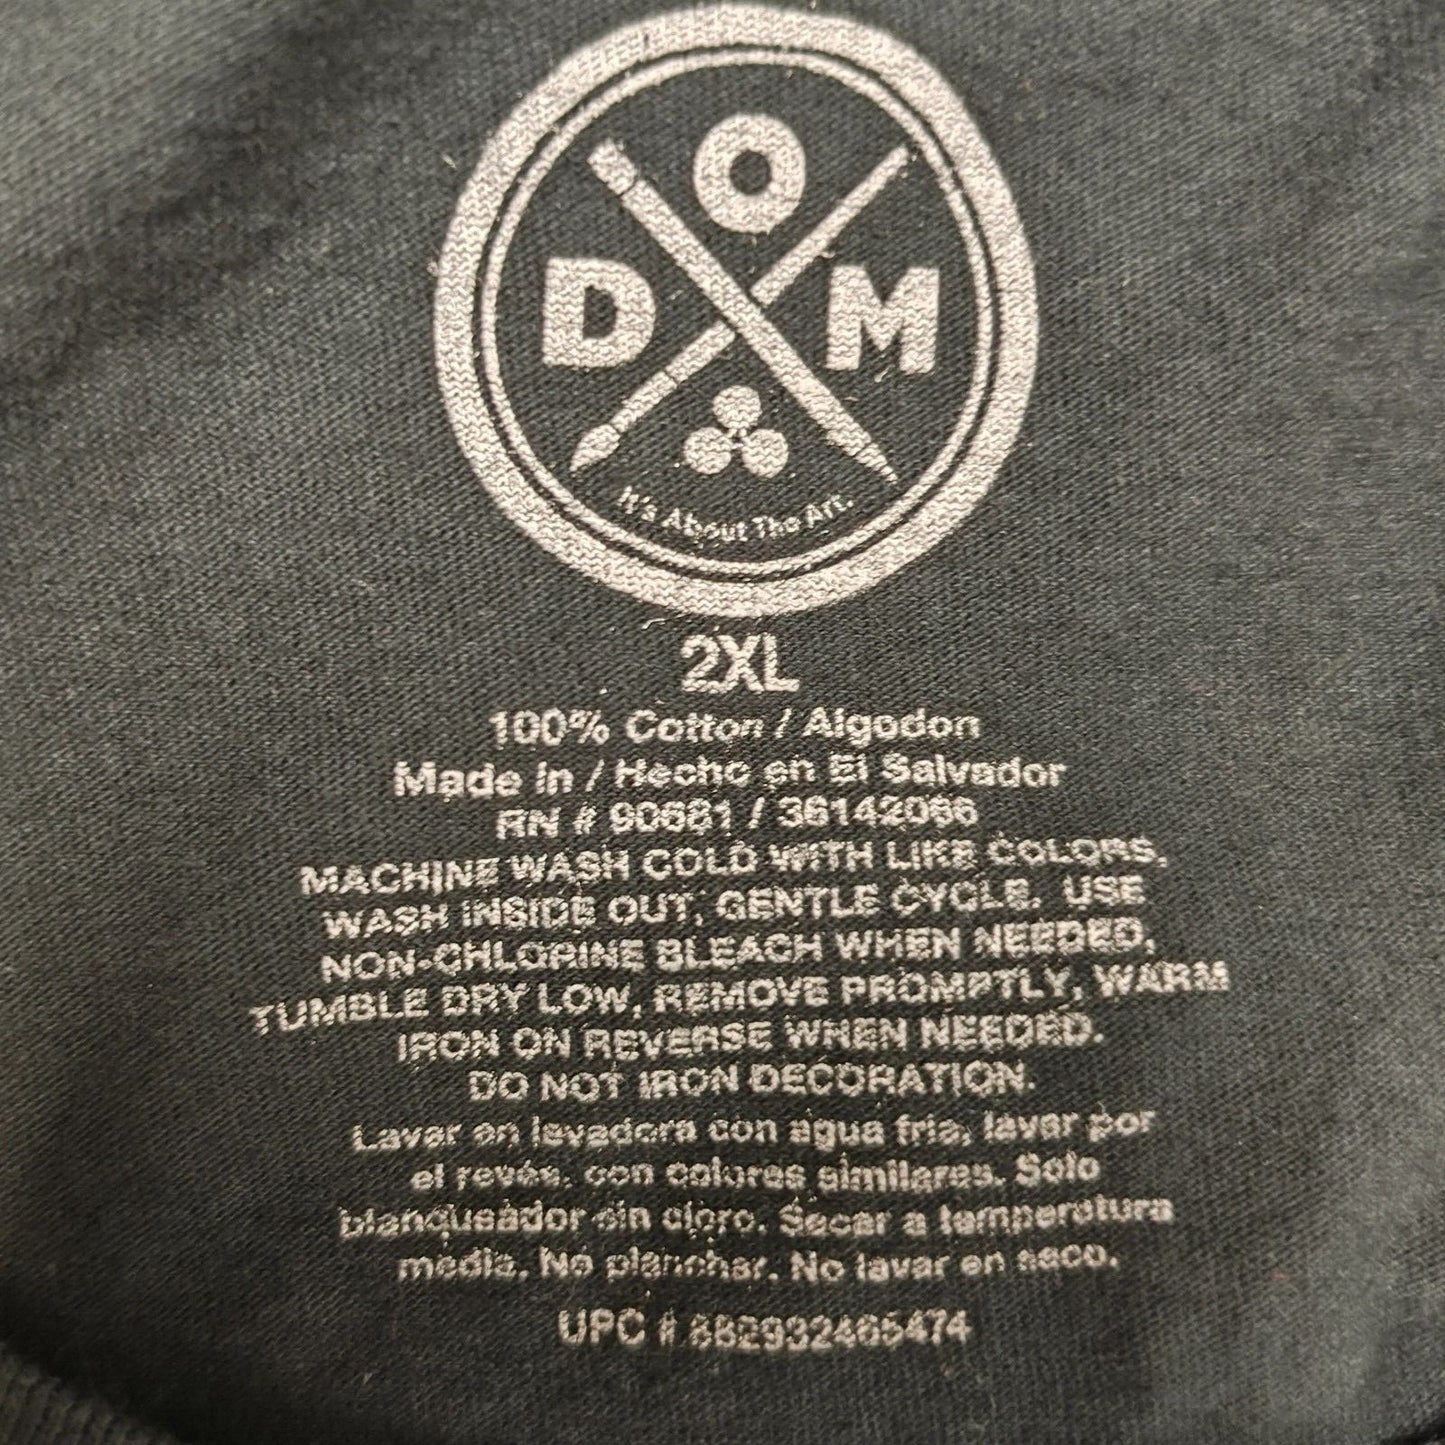 D O M
It's About The Art.
2XL
100% Cotton / Algodon
Made in / Hecho en El Salvador
RN # 90681 / 36142066
MACHINE WASH COLD WITH LIKE COLORS,
WASH INSIDE OUT, GENTLE CYCLE. USE
NON-CHLORINE BLEACH WHEN NEEDED,
TUMBLE DRY LOW, REMOVE PROMPTLY, WARM
IRON ON REVERSE WHEN NEEDED.
DO NOT IRON DECORATION.
Lavar en lavadora con agua fria, lavar por
el revés, con colores similares. Solo
blanqueador sin cloro. Secar a temperatura
media. No planchar. No lavar en seco.
UPC # 882932465474